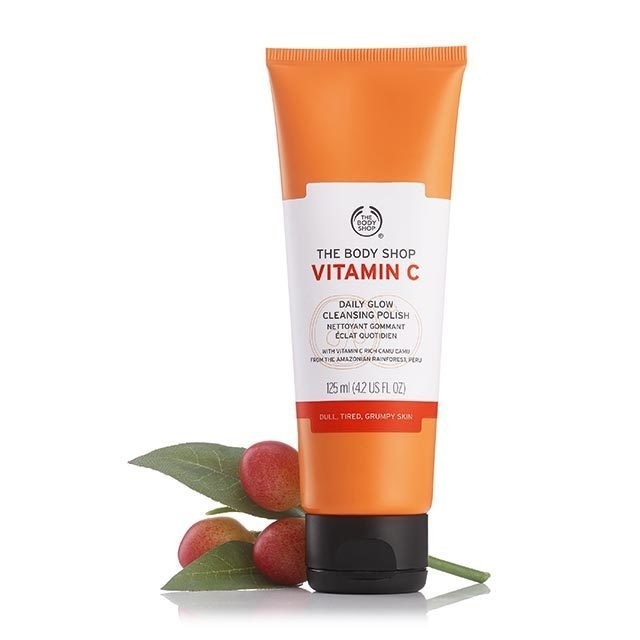 THE
BODY
SHOP
®
THE BODY SHOP
VITAMIN C
DAILY GLOW
CLEANSING POLISH
NETTOYANT GOMMANT
ÉCLAT QUOTIDIEN
WITH VITAMIN C RICH CAMU CAMU
FROM THE AMAZONIAN RAINFOREST, PERU
125 ml (4.2 US FL OZ)
DULL, TIRED, GRUMPY SKIN